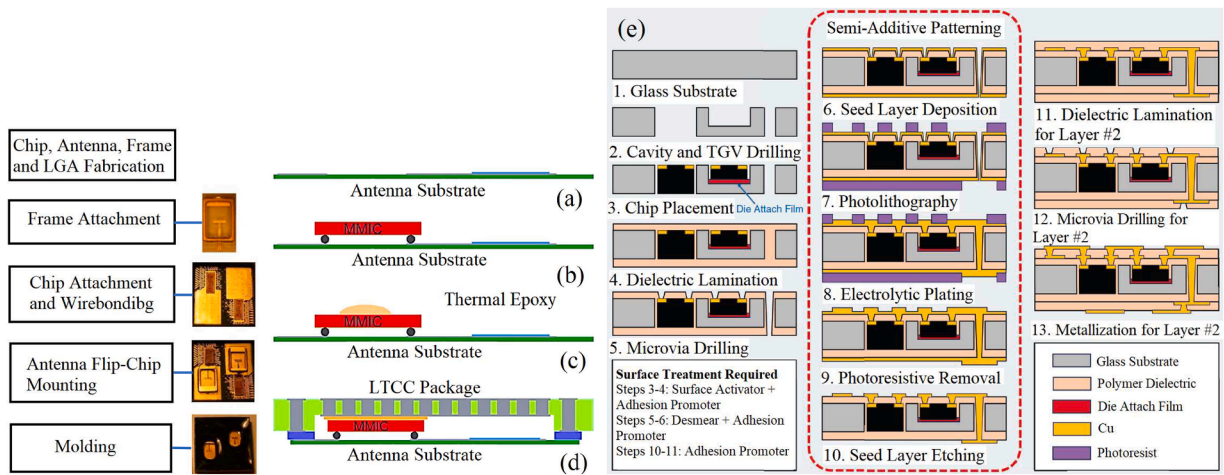 Chip, Antenna, Frame
and LGA Fabrication
Frame Attachment
Chip Attachment
and Wirebondibg
Antenna Flip-Chip
Mounting
Molding
Antenna Substrate
(a)
MMIC
Antenna Substrate
(b)
Thermal Epoxy
MMIC
Antenna Substrate
(c)
LTCC Package
MMIC
Antenna Substrate
(d)
(e)
1. Glass Substrate
2. Cavity and TGV Drilling
3. Chip Placement
Die Attach Film
4. Dielectric Lamination
5. Microvia Drilling
Surface Treatment Required
Steps 3-4: Surface Activator +
Adhesion Promoter
Steps 5-6: Desmear + Adhesion
Promoter
Steps 10-11: Adhesion Promoter
Semi-Additive Patterning
6. Seed Layer Deposition
7. Photolithography
8. Electrolytic Plating
9. Photoresistive Removal
10. Seed Layer Etching
11. Dielectric Lamination
for Layer #2
12. Microvia Drilling for
Layer #2
13. Metallization for Layer #2
Glass Substrate
Polymer Dielectric
Die Attach Film
Cu
Photoresist